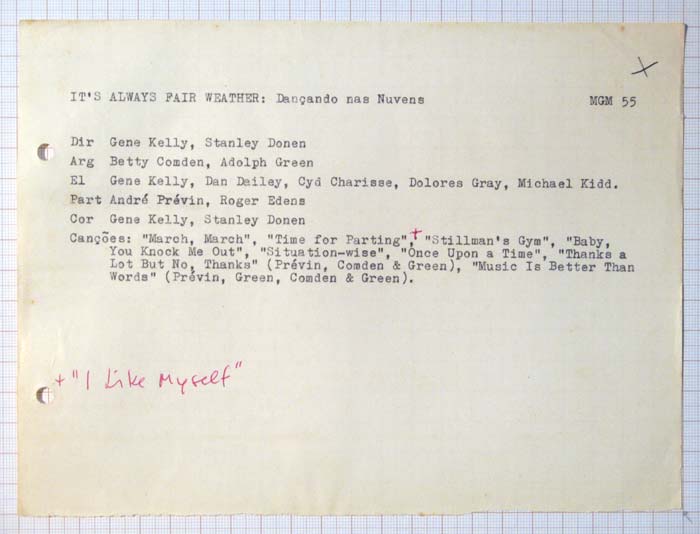 IT'S ALWAYS FAIR WEATHER: Dançando nas Nuvens MGM 55
Dir Gene Kelly, Stanley Donen
Arg Betty Comden, Adolph Green
El Gene Kelly, Dan Dailey, Cyd Charisse, Dolores Gray, Michael Kidd.
Part André Prévin, Roger Edens
Cor Gene Kelly, Stanley Donen
Canções: "March, March", "Time for Parting",+ "Stillman's Gym", "Baby,
You Knock Me Out", "Situation-wise", "Once Upon a Time", "Thanks a
Lot But No, Thanks" (Prévin, Comden & Green), "Music Is Better Than
Words" (Prévin, Green, Comden & Green).
+ "I Like Myself"